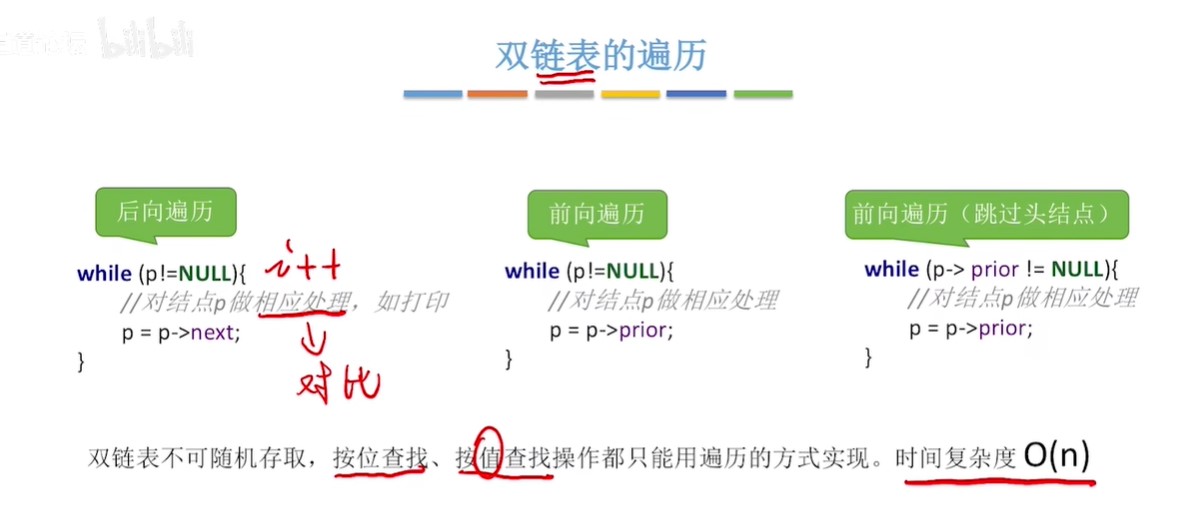 bilibili
双链表的遍历
后向遍历
while (p!=NULL){
i++
//对结点p做相应处理，如打印
p = p->next;
}
对比
前向遍历
while (p!=NULL){
//对结点p做相应处理
p = p->prior;
}
前向遍历（跳过头结点）
while (p-> prior != NULL){
//对结点p做相应处理
p = p->prior;
}
双链表不可随机存取，按位查找、按值查找操作都只能用遍历的方式实现。时间复杂度 O(n)